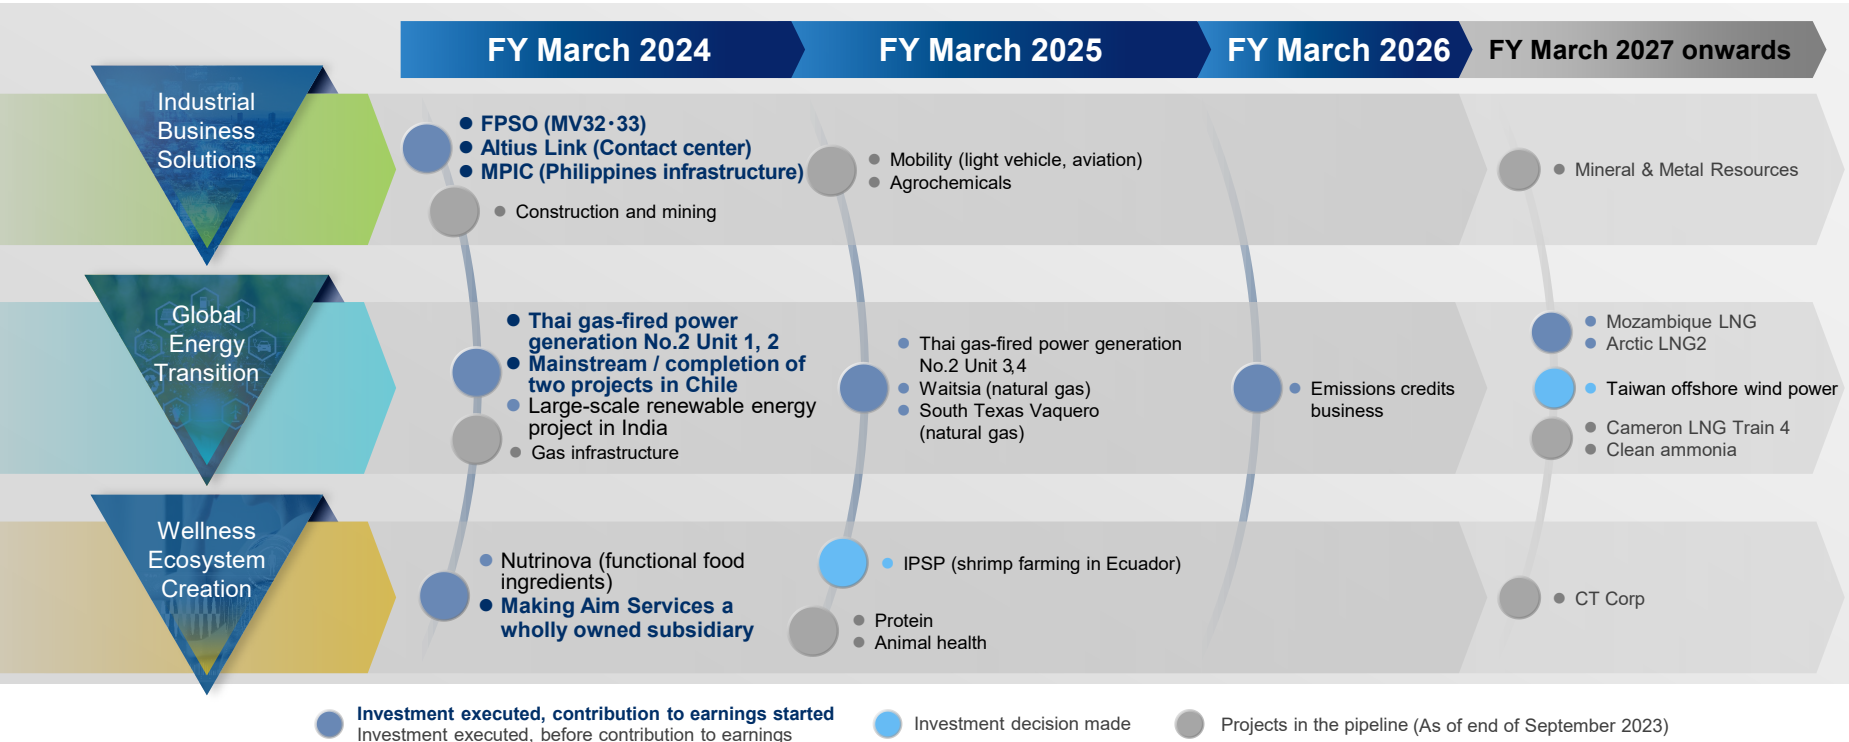 FY March 2024
FY March 2025
FY March 2026
FY March 2027 onwards
Industrial
Business
Solutions
● FPSO (MV32・33)
● Altius Link (Contact center)
● MPIC (Philippines infrastructure)
● Construction and mining
● Mobility (light vehicle, aviation)
● Agrochemicals
● Mineral & Metal Resources
Global
Energy
Transition
● Thai gas-fired power
generation No.2 Unit 1, 2
● Mainstream / completion of
two projects in Chile
● Large-scale renewable energy
project in India
● Gas infrastructure
● Thai gas-fired power generation
No.2 Unit 3,4
● Waitsia (natural gas)
● South Texas Vaquero
(natural gas)
● Emissions credits
business
● Mozambique LNG
● Arctic LNG2
● Taiwan offshore wind power
● Cameron LNG Train 4
● Clean ammonia
Wellness
Ecosystem
Creation
● Nutrinova (functional food
ingredients)
● Making Aim Services a
wholly owned subsidiary
● IPSP (shrimp farming in Ecuador)
● Protein
● Animal health
● CT Corp
Investment executed, contribution to earnings started
Investment executed, before contribution to earnings
Investment decision made
Projects in the pipeline (As of end of September 2023)